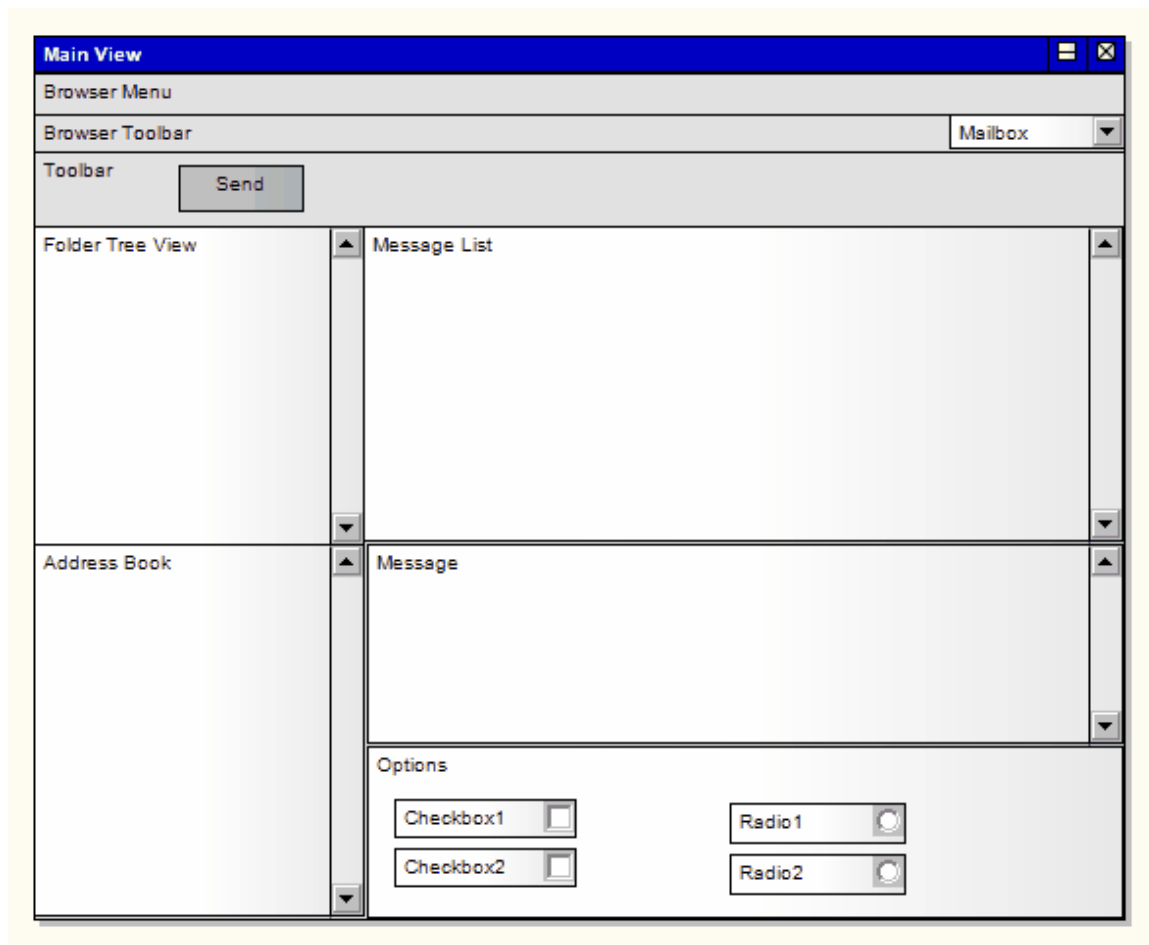 Main View
Browser Menu
Browser Toolbar
Mailbox
Toolbar
Send
Folder Tree View
Message List
Address Book
Message
Options
Checkbox1
Radio1
Checkbox2
Radio2